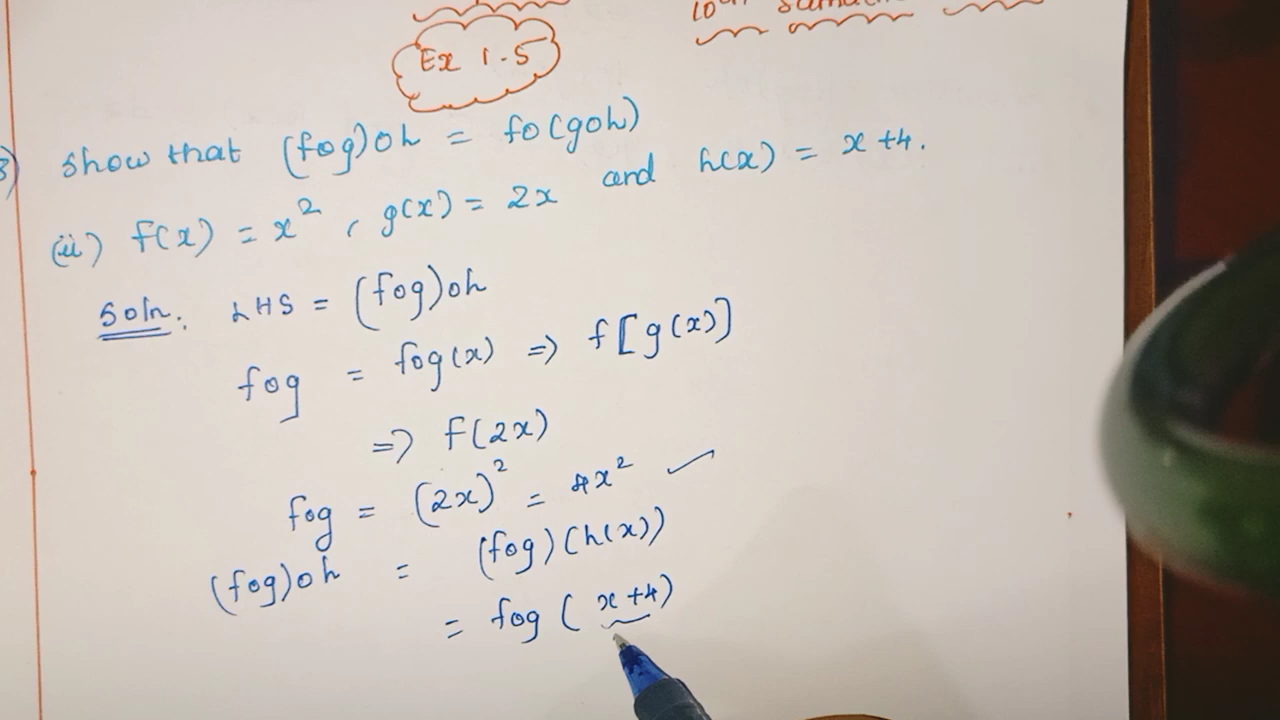 Ex 1.5
3) show that (fog)oh = fo(goh)
(ii) f(x) = x², g(x) = 2x and h(x) = x+4.
Soln: LHS = (fog)oh
fog = fog(x) => f[g(x)]
=> f(2x)
fog = (2x)² = 4x²
(fog)oh = (fog)(h(x))
= fog (x+4)